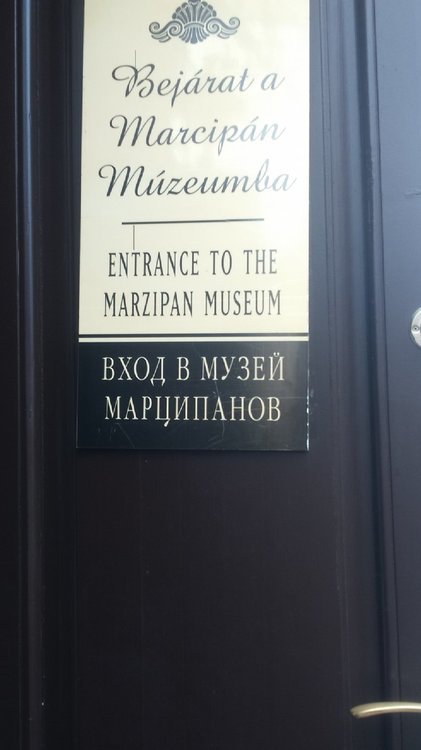 Bejárat a
Marcipán
Múzeumba
ENTRANCE TO THE
MARZIPAN MUSEUM
ВХОД В МУЗЕЙ
МАРЦИПАНОВ